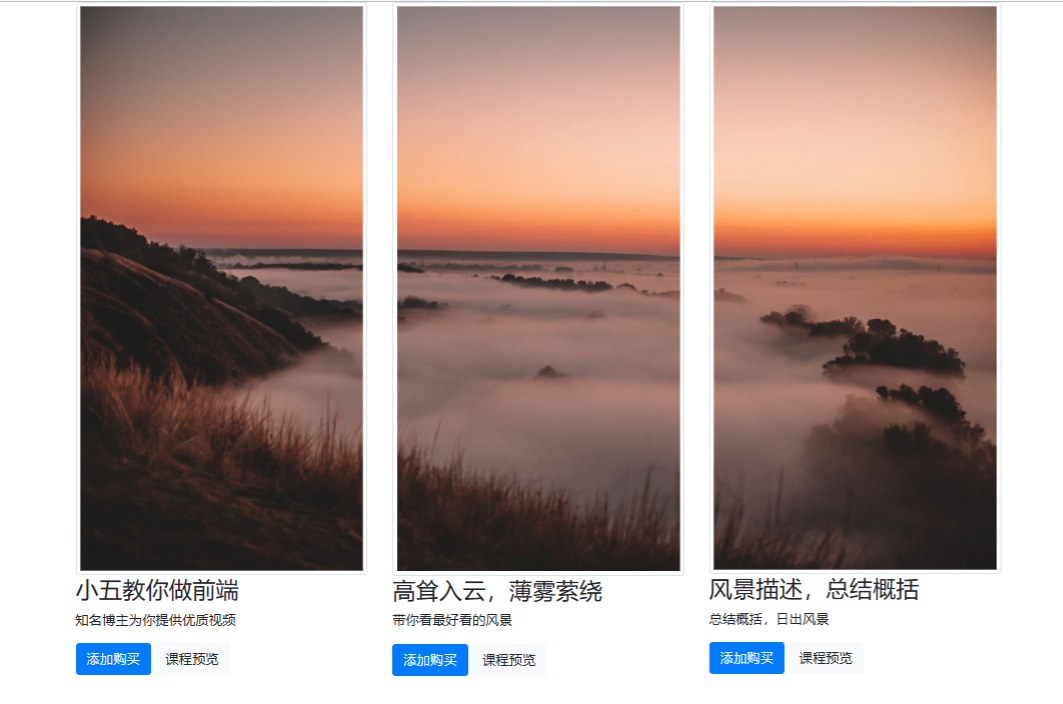 小五教你做前端
知名博主为你提供优质视频
添加购买 课程预览
高耸入云，薄雾萦绕
带你看最好看的风景
添加购买 课程预览
风景描述，总结概括
总结概括，日出风景
添加购买 课程预览